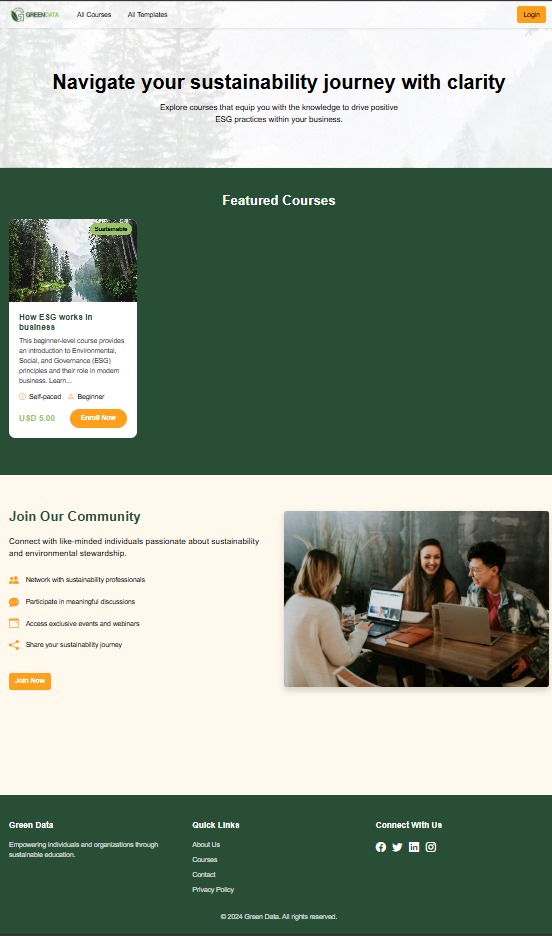 GREENDATA
All Courses
All Templates
Login
Navigate your sustainability journey with clarity
Explore courses that equip you with the knowledge to drive positive
ESG practices within your business.
Featured Courses
Sustainable
How ESG works in
business
This beginner-level course provides
an introduction to Environmental,
Social, and Governance (ESG)
principles and their role in modern
business. Learn...
Self-paced
Beginner
USD 5.00
Enroll Now
Join Our Community
Connect with like-minded individuals passionate about sustainability
and environmental stewardship.
Network with sustainability professionals
Participate in meaningful discussions
Access exclusive events and webinars
Share your sustainability journey
Join Now
Green Data
Empowering individuals and organizations through
sustainable education.
Quick Links
About Us
Courses
Contact
Privacy Policy
Connect With Us
© 2024 Green Data. All rights reserved.